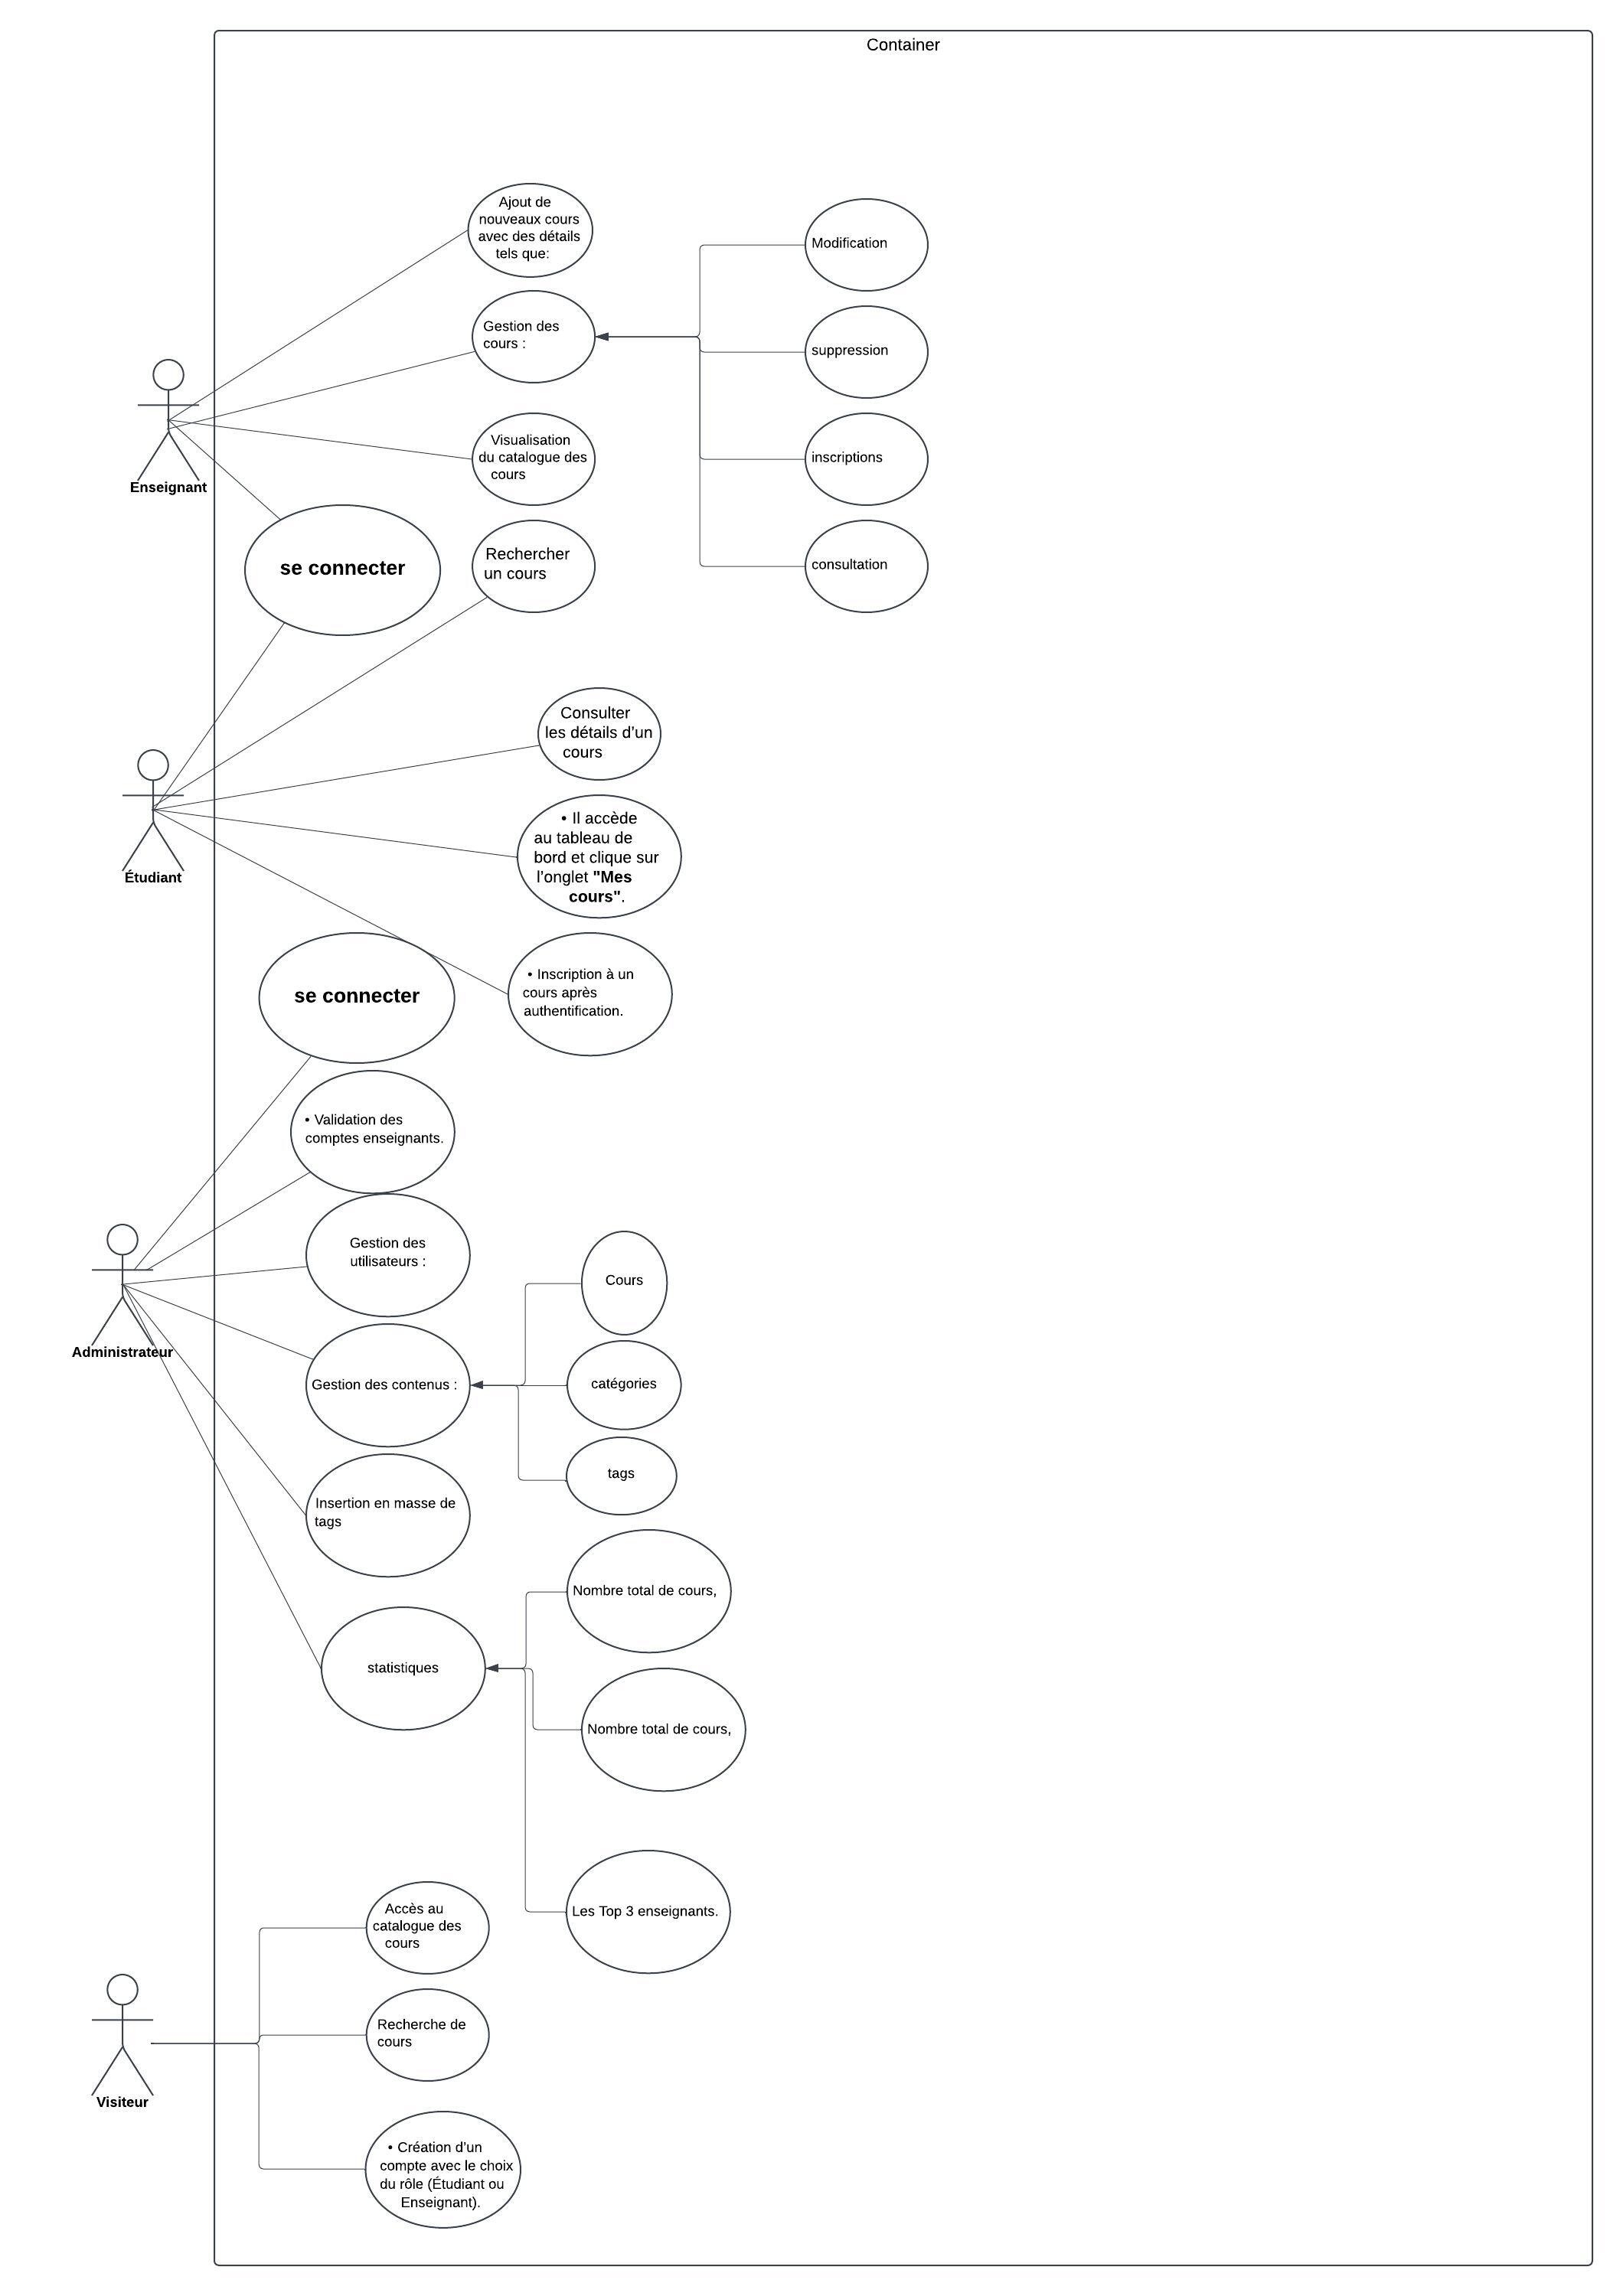 Container
Ajout de
nouveaux cours
avec des détails
tels que:
Modification
Gestion des
cours :
suppression
Visualisation
du catalogue des
cours
inscriptions
Enseignant
se connecter
Rechercher
un cours
consultation
Consulter
les détails d'un
cours
• Il accède
au tableau de
bord et clique sur
l'onglet "Mes
cours".
Étudiant
se connecter
• Inscription à un
cours après
authentification.
• Validation des
comptes enseignants.
Gestion des
utilisateurs :
Cours
Administrateur
Gestion des contenus :
catégories
tags
Insertion en masse de
tags
Nombre total de cours,
statistiques
Nombre total de cours,
Les Top 3 enseignants.
Accès au
catalogue des
cours
Recherche de
cours
Visiteur
• Création d'un
compte avec le choix
du rôle (Étudiant ou
Enseignant).